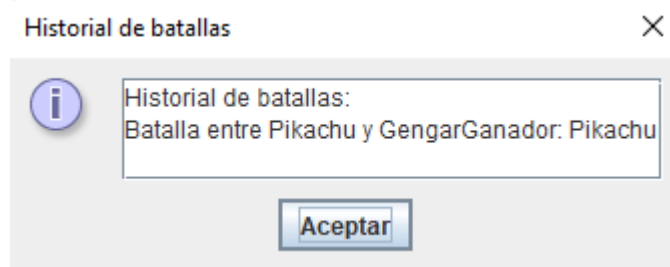 Historial de batallas
Historial de batallas:
Batalla entre Pikachu y GengarGanador: Pikachu
Aceptar